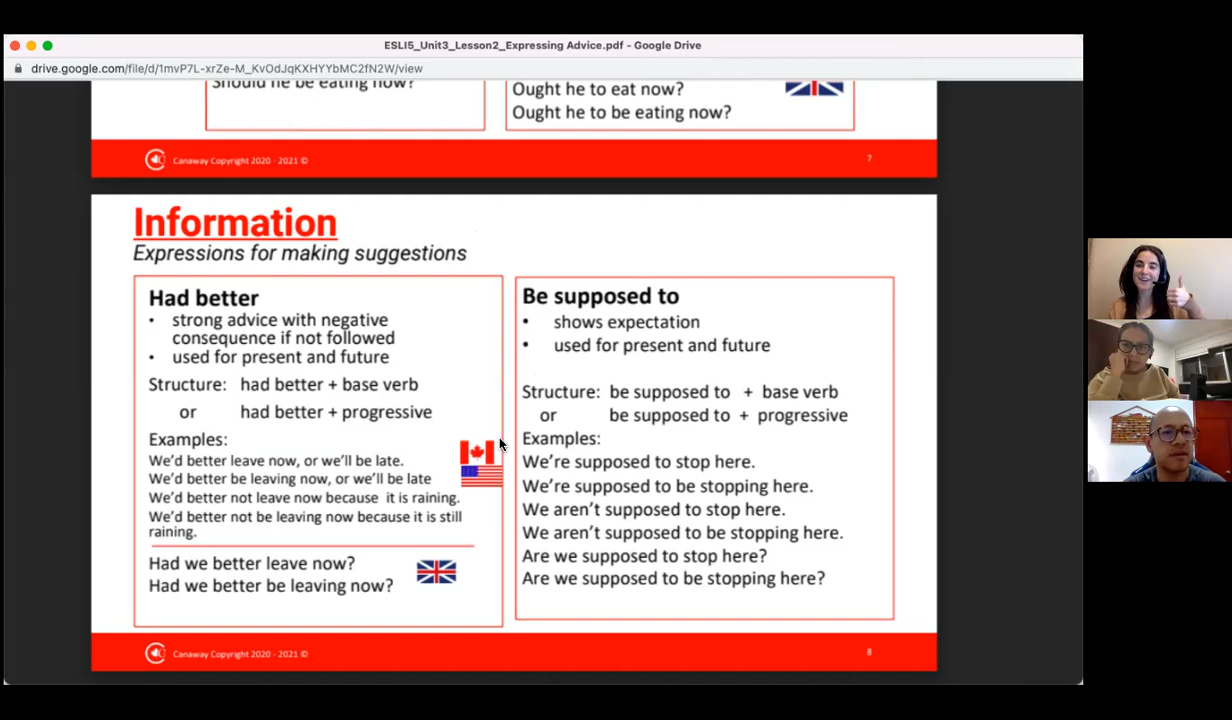 ESLI5_Unit3_Lesson2_Expressing Advice.pdf - Google Drive
drive.google.com/file/d/1mvP7L-xrZe-M_KvOdJqKXHYYbMC2fN2W/view
Should he be eating now?
Ought he to eat now?
Ought he to be eating now?
Canaway Copyright 2020 - 2021 ©
7
Information
Expressions for making suggestions
Had better
• strong advice with negative
consequence if not followed
• used for present and future
Structure: had better + base verb
or had better + progressive
Examples:
We'd better leave now, or we'll be late.
We'd better be leaving now, or we'll be late
We'd better not leave now because it is raining.
We'd better not be leaving now because it is still
raining.
Had we better leave now?
Had we better be leaving now?
Be supposed to
• shows expectation
• used for present and future
Structure: be supposed to + base verb
or be supposed to + progressive
Examples:
We're supposed to stop here.
We're supposed to be stopping here.
We aren't supposed to stop here.
We aren't supposed to be stopping here.
Are we supposed to stop here?
Are we supposed to be stopping here?
Canaway Copyright 2020 - 2021 ©
8